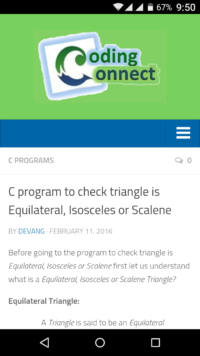 67% 9:50
Coding
Connect
C PROGRAMS
0
C program to check triangle is
Equilateral, Isosceles or Scalene
BY DEVANG · FEBRUARY 11, 2016
Before going to the program to check triangle is
Equilateral, Isosceles or Scalene first let us understand
what is a Equilateral, Isosceles or Scalene Triangle?
Equilateral Triangle:
A Triangle is said to be an Equilateral